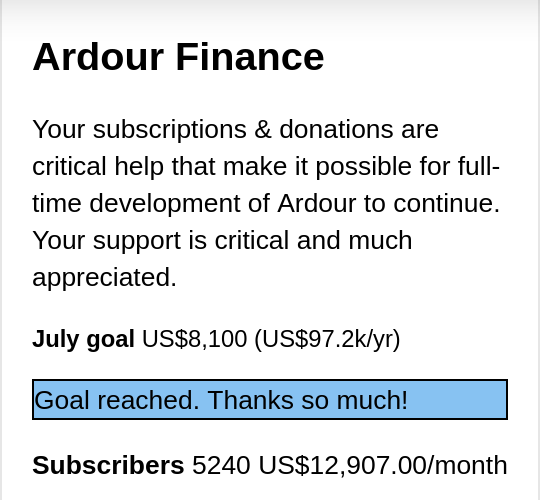 Ardour Finance
Your subscriptions & donations are
critical help that make it possible for full-
time development of Ardour to continue.
Your support is critical and much
appreciated.
July goal US$8,100 (US$97.2k/yr)
Goal reached. Thanks so much!
Subscribers 5240 US$12,907.00/month